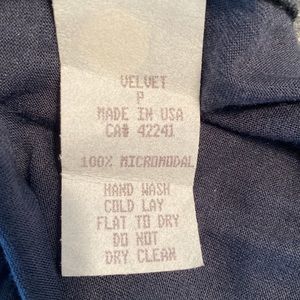 VELVET
P
MADE IN USA
CA# 42241
100% MICROMODAL
HAND WASH
COLD LAY
FLAT TO DRY
DO NOT
DRY CLEAN